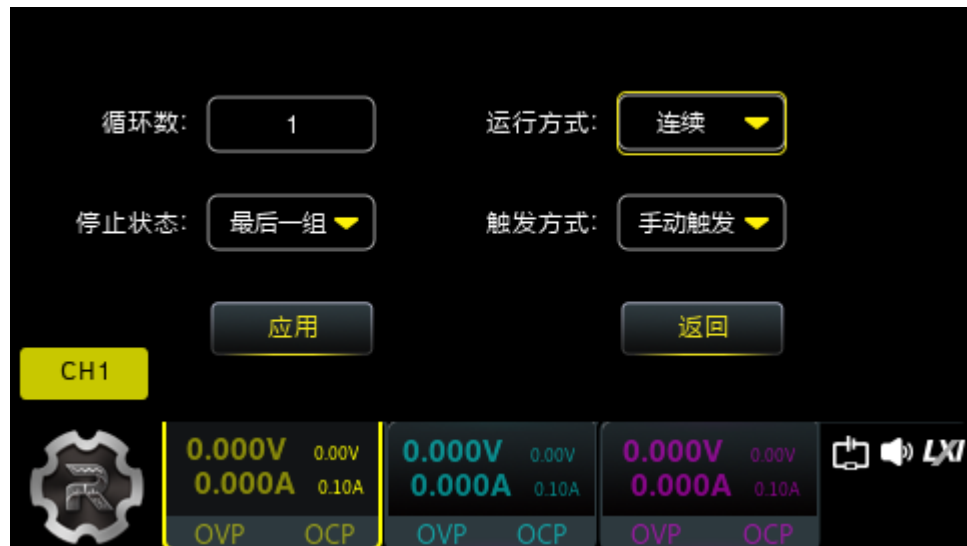 循环数: 1 运行方式: 连续
停止状态: 最后一组 触发方式: 手动触发
应用 返回
CH1
0.000V 0.00V 0.000V 0.00V 0.000V 0.00V LXI
0.000A 0.10A 0.000A 0.10A 0.000A 0.10A
OVP OCP OVP OCP OVP OCP